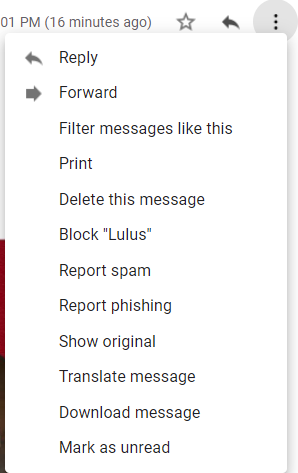 01 PM (16 minutes ago)
Reply
Forward
Filter messages like this
Print
Delete this message
Block "Lulus"
Report spam
Report phishing
Show original
Translate message
Download message
Mark as unread